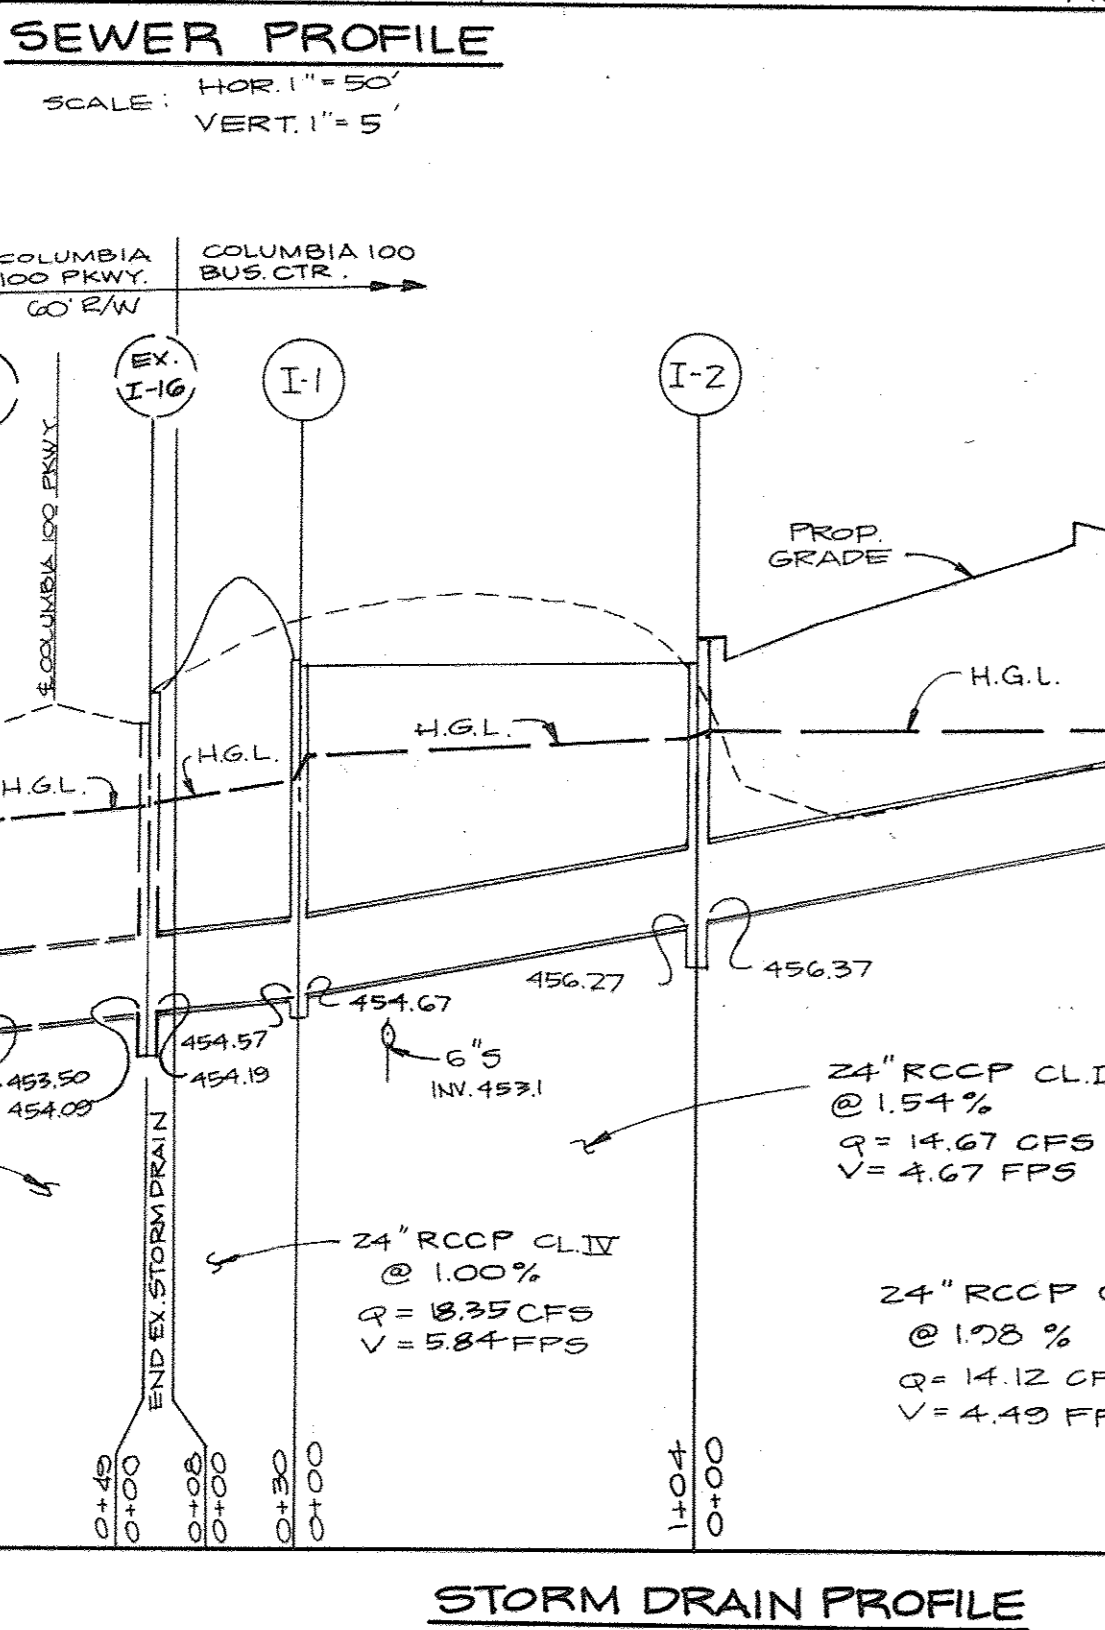 SEWER PROFILE
SCALE: HOR. 1"=50'
VERT. 1"=5'
COLUMBIA
100 PKWY.
60' R/W
COLUMBIA 100
BUS. CTR.
EX.
I-16
I-1
I-2
℄ COLUMBIA 100 PKWY.
PROP.
GRADE
H.G.L.
H.G.L.
H.G.L.
H.G.L.
453.50
454.09
454.57
454.19
454.67
6"S
INV. 453.1
456.27
456.37
24" RCCP CL.
@ 1.54%
Q = 14.67 CFS
V = 4.67 FPS
24" RCCP CL. IV
@ 1.00%
Q = 18.35 CFS
V = 5.84 FPS
24" RCCP
@ 1.98 %
Q = 14.12
V = 4.49
END EX. STORM DRAIN
0+49
0+00
0+08
0+00
0+30
0+00
1+04
0+00
STORM DRAIN PROFILE